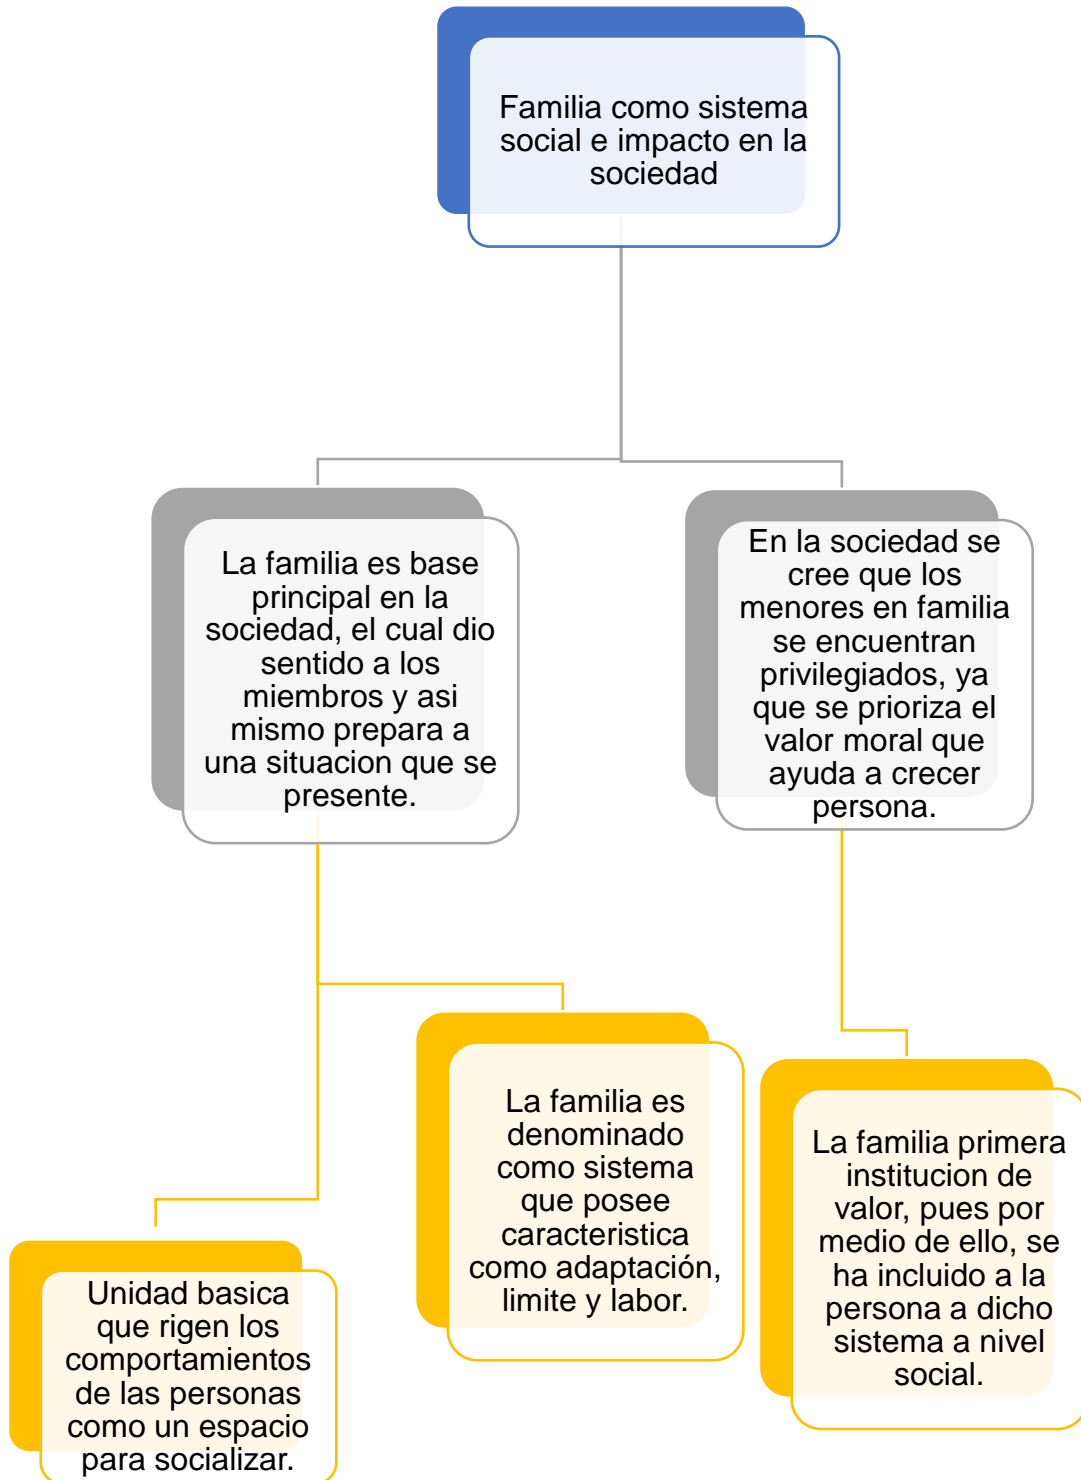 Familia como sistema
social e impacto en la
sociedad
La familia es base
principal en la
sociedad, el cual dio
sentido a los
miembros y asi
mismo prepara a
una situacion que se
presente.
En la sociedad se
cree que los
menores en familia
se encuentran
privilegiados, ya
que se prioriza el
valor moral que
ayuda a crecer
persona.
Unidad basica
que rigen los
comportamientos
de las personas
como un espacio
para socializar.
La familia es
denominado
como sistema
que posee
caracteristica
como adaptación,
limite y labor.
La familia primera
institucion de
valor, pues por
medio de ello, se
ha incluido a la
persona a dicho
sistema a nivel
social.